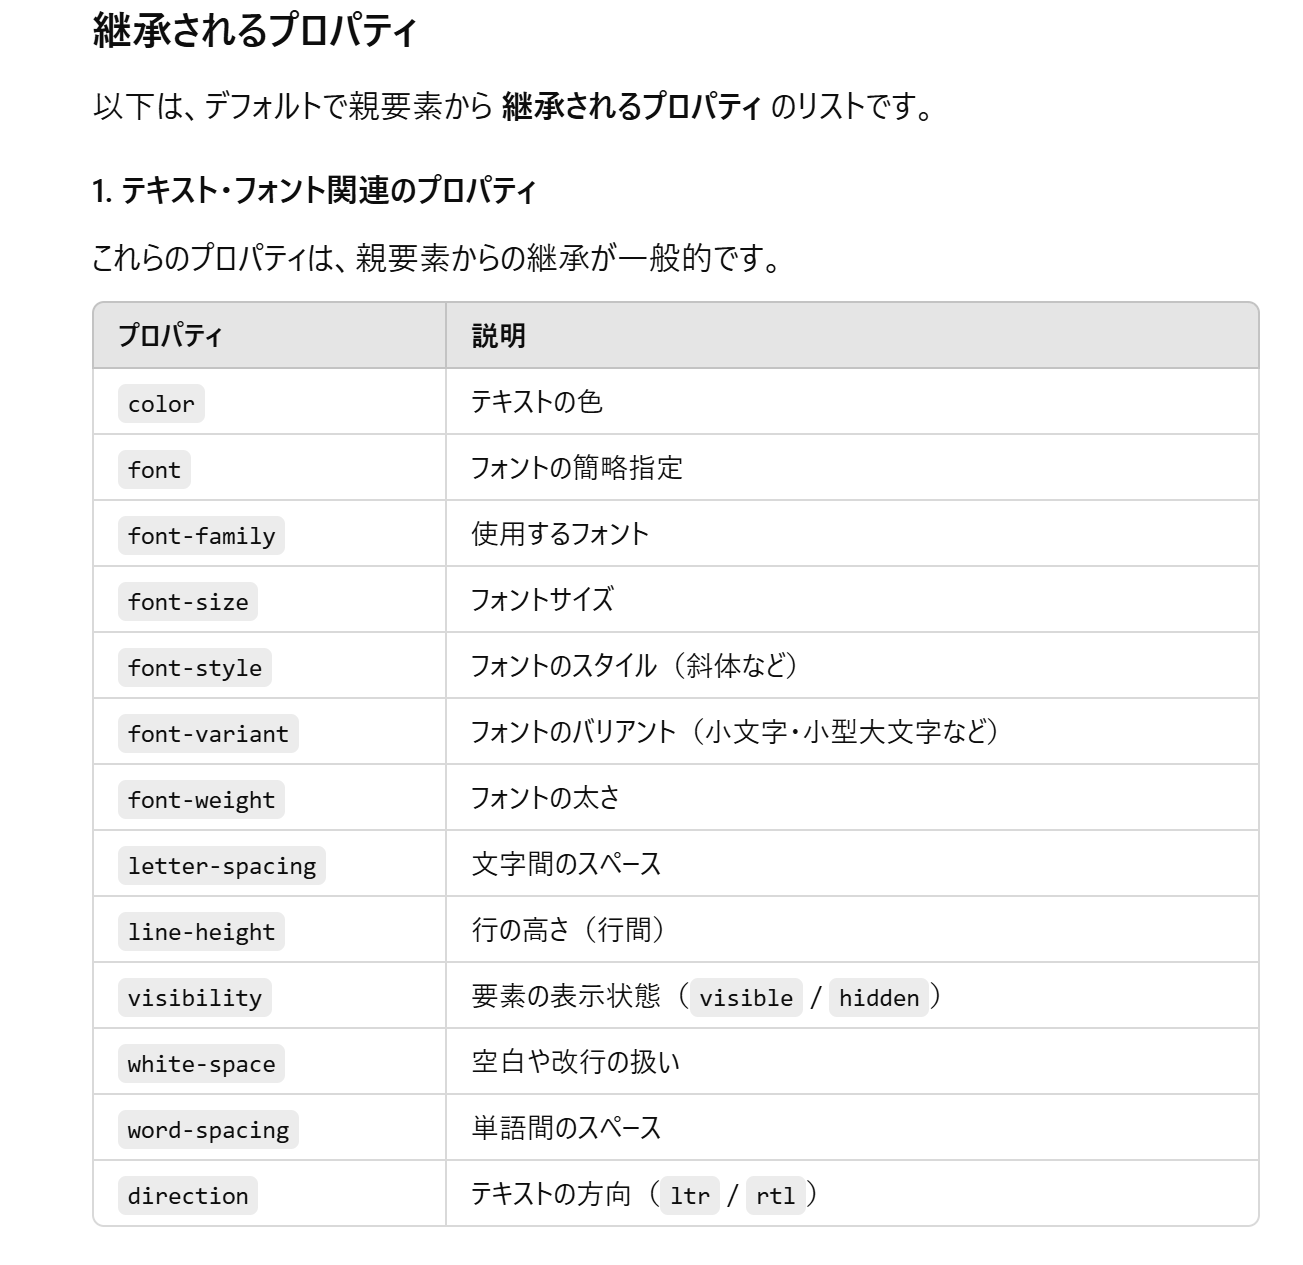 継承されるプロパティ
以下は、デフォルトで親要素から 継承されるプロパティ のリストです。
1. テキスト・フォント関連のプロパティ
これらのプロパティは、親要素からの継承が一般的です。
プロパティ 説明
color テキストの色
font フォントの簡略指定
font-family 使用するフォント
font-size フォントサイズ
font-style フォントのスタイル（斜体など）
font-variant フォントのバリアント（小文字・小型大文字など）
font-weight フォントの太さ
letter-spacing 文字間のスペース
line-height 行の高さ（行間）
visibility 要素の表示状態（visible / hidden）
white-space 空白や改行の扱い
word-spacing 単語間のスペース
direction テキストの方向（ltr / rtl）